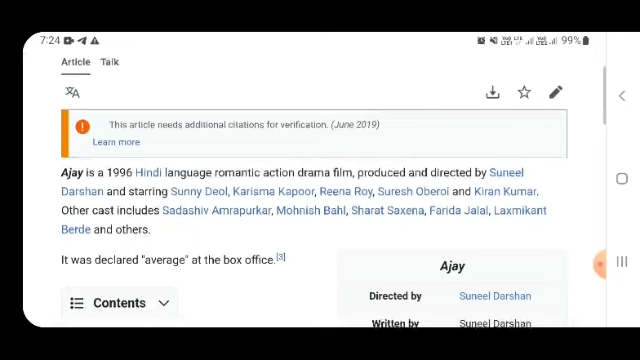 7:24 99%
Article Talk
This article needs additional citations for verification. (June 2019)
Learn more
Ajay is a 1996 Hindi language romantic action drama film, produced and directed by Suneel
Darshan and starring Sunny Deol, Karisma Kapoor, Reena Roy, Suresh Oberoi and Kiran Kumar.
Other cast includes Sadashiv Amrapurkar, Mohnish Bahl, Sharat Saxena, Farida Jalal, Laxmikant
Berde and others.
It was declared "average" at the box office.[3]
Ajay
Contents
Directed by Suneel Darshan
Written by Suneel Darshan